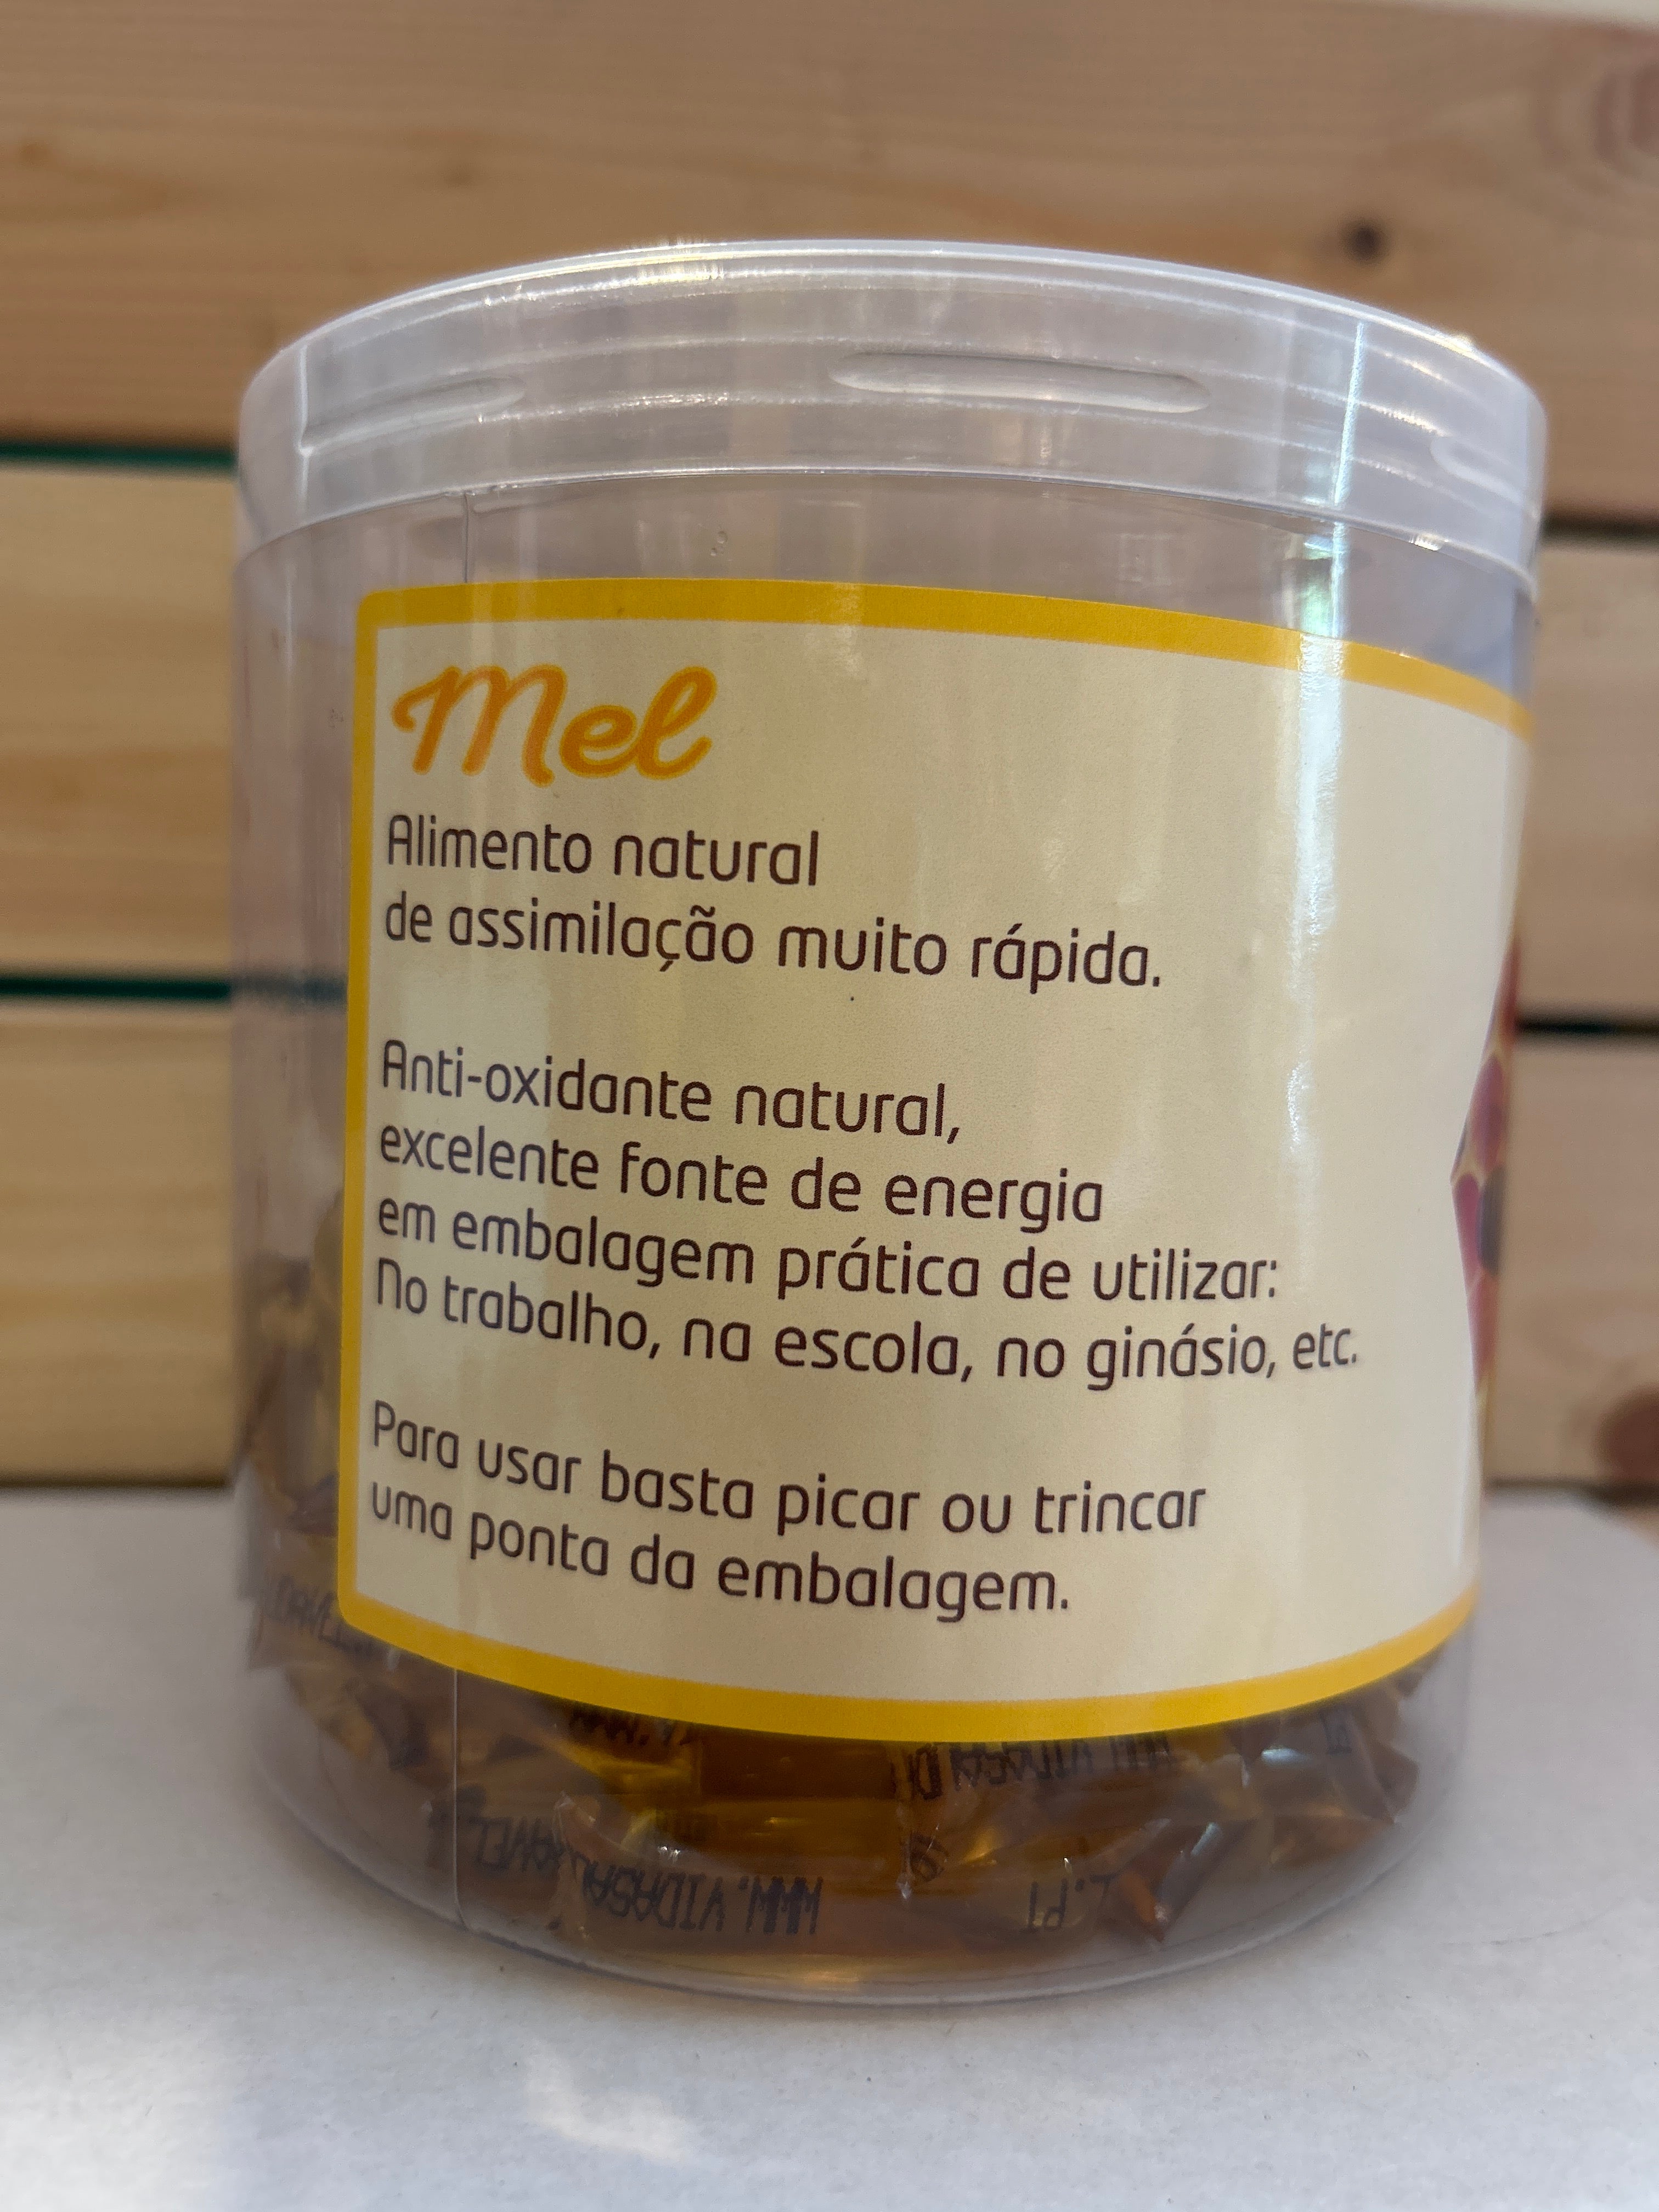 Mel
Alimento natural
de assimilação muito rápida.
Anti-oxidante natural,
excelente fonte de energia
em embalagem prática de utilizar:
No trabalho, na escola, no ginásio, etc.
Para usar basta picar ou trincar
uma ponta da embalagem.